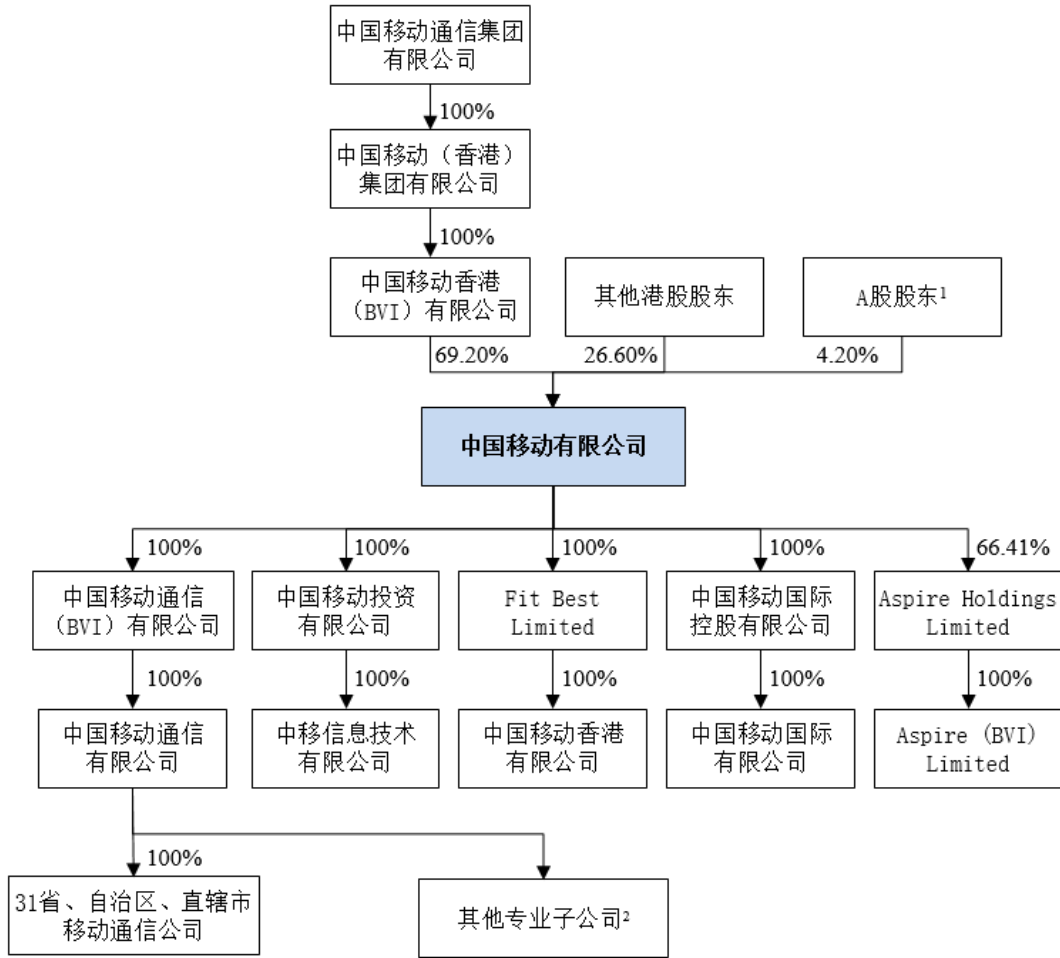 中国移动通信集团
有限公司
100%
中国移动（香港）
集团有限公司
100%
中国移动香港
（BVI）有限公司
其他港股股东
A股股东¹
69.20%
26.60%
4.20%
中国移动有限公司
100%
100%
100%
100%
66.41%
中国移动通信
（BVI）有限公司
中国移动投资
有限公司
Fit Best
Limited
中国移动国际
控股有限公司
Aspire Holdings
Limited
100%
100%
100%
100%
100%
中国移动通信
有限公司
中移信息技术
有限公司
中国移动香港
有限公司
中国移动国际
有限公司
Aspire (BVI)
Limited
100%
31省、自治区、直辖市
移动通信公司
其他专业子公司²